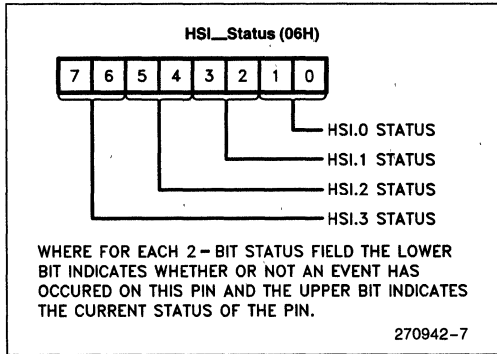 HSI__Status (06H)
7 6 5 4 3 2 1 0
HSI.0 STATUS
HSI.1 STATUS
HSI.2 STATUS
HSI.3 STATUS
WHERE FOR EACH 2-BIT STATUS FIELD THE LOWER
BIT INDICATES WHETHER OR NOT AN EVENT HAS
OCCURED ON THIS PIN AND THE UPPER BIT INDICATES
THE CURRENT STATUS OF THE PIN.
270942-7